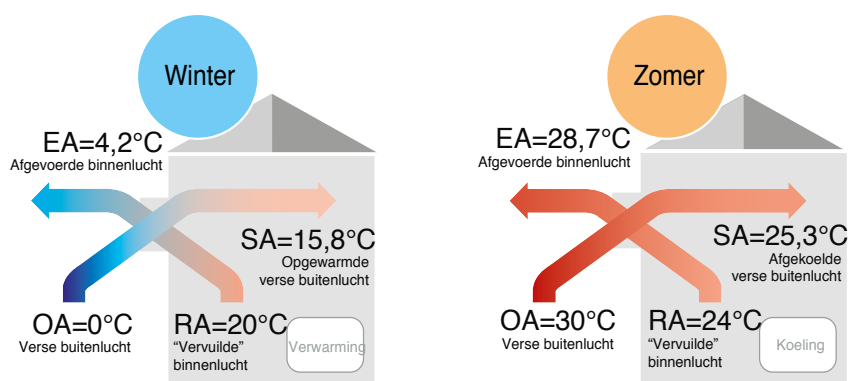 Winter
EA=4,2°C
Afgevoerde binnenlucht
SA=15,8°C
Opgewarmde
verse buitenlucht
OA=0°C
Verse buitenlucht
RA=20°C
“Vervuilde”
binnenlucht
Verwarming
Zomer
EA=28,7°C
Afgevoerde binnenlucht
SA=25,3°C
Afgekoelde
verse buitenlucht
OA=30°C
Verse buitenlucht
RA=24°C
“Vervuilde”
binnenlucht
Koeling